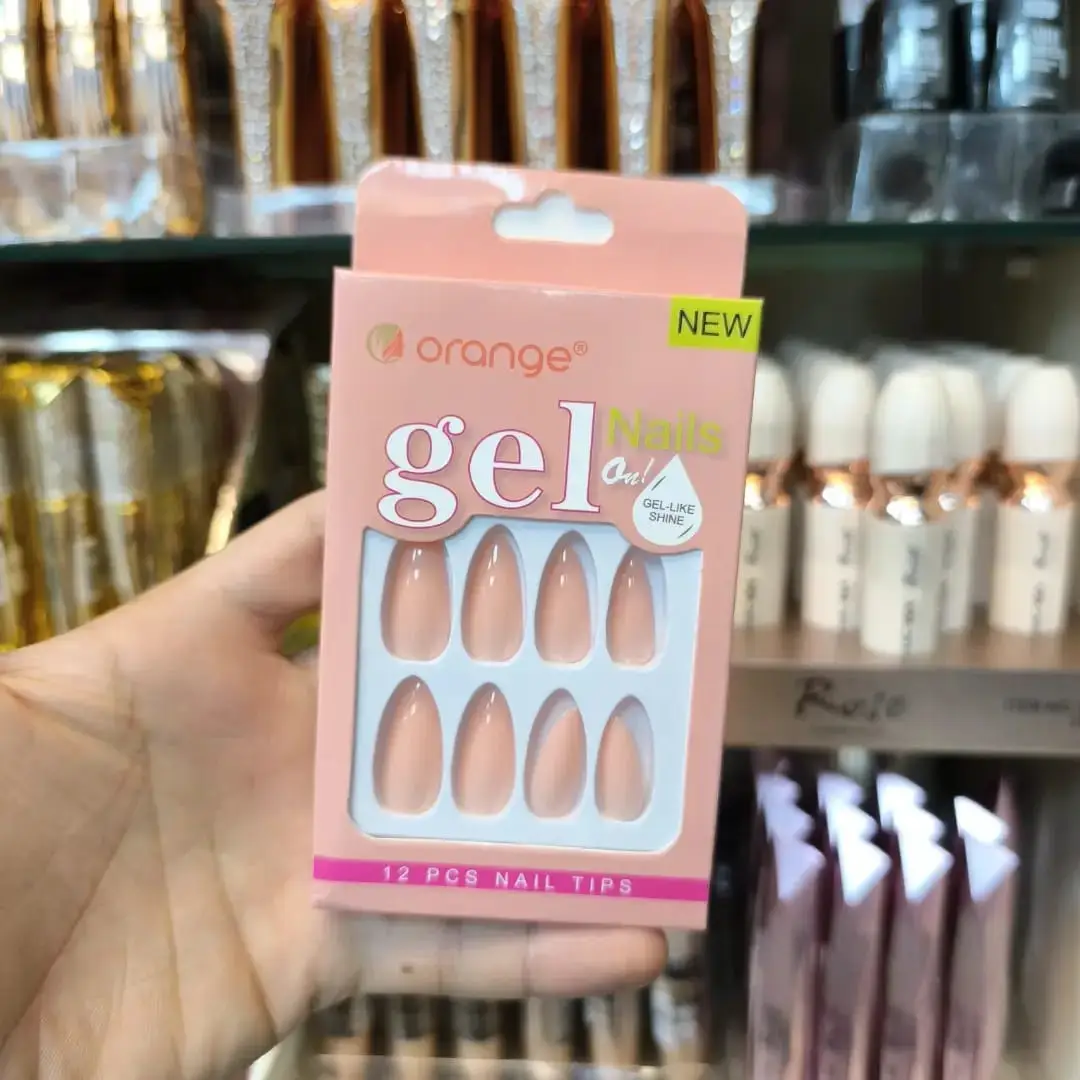 NEW
orange®
gel Nails
On!
GEL-LIKE
SHINE
12 PCS NAIL TIPS